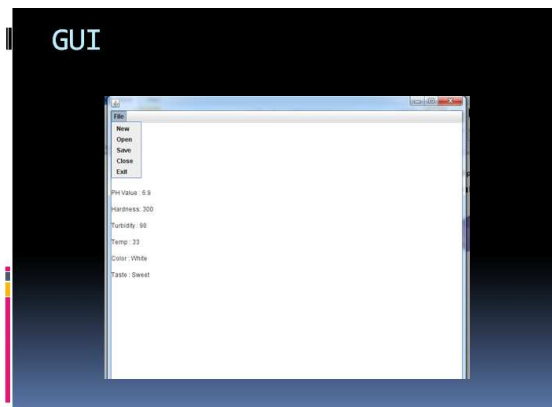 GUI
File
New
Open
Save
Close
Exit
PH Value : 6.9
Hardness: 300
Turbidity : 98
Temp : 33
Color : White
Taste : Sweet